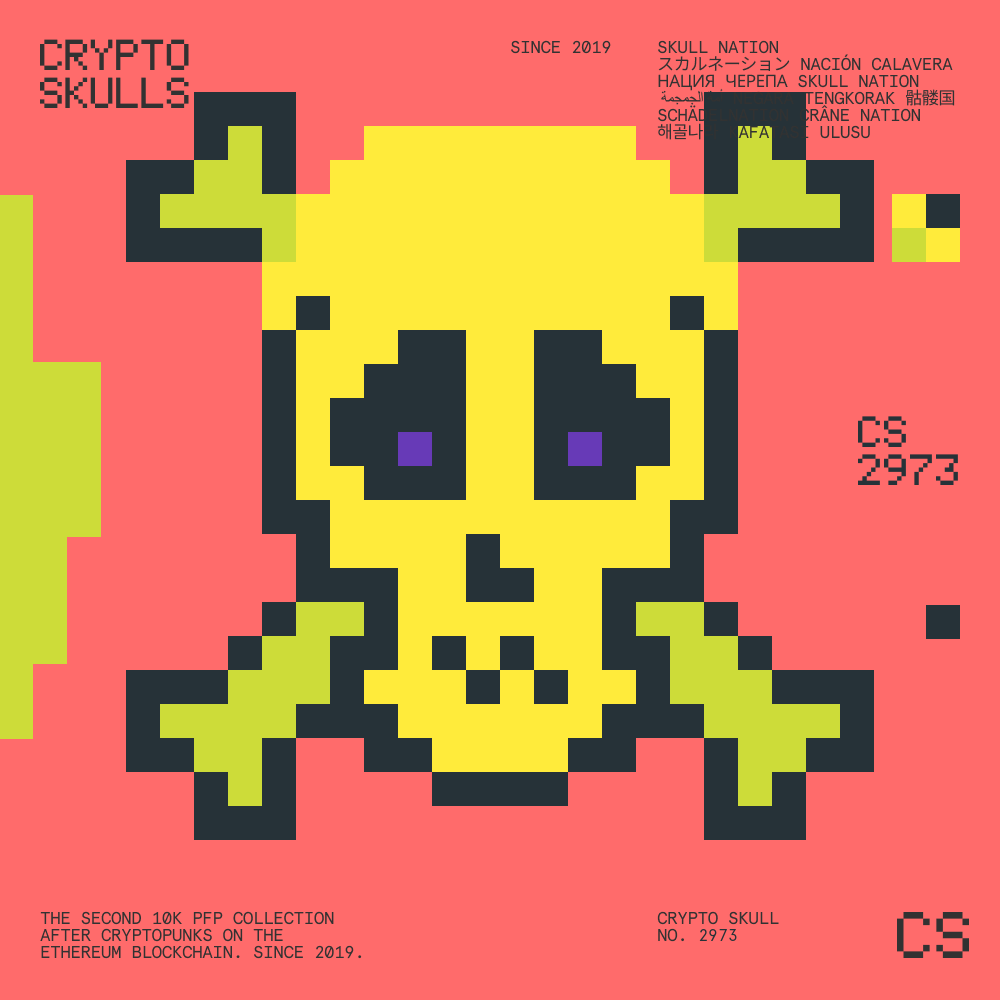 CRYPTO
SKULLS
SINCE 2019
SKULL NATION
スカルネーション NACIÓN CALAVERA
НАЦИЯ ЧЕРЕПА SKULL NATION
TENGKORAK 骷髅国
CRÂNE NATION
해골나 ULUSU
CS
2973
THE SECOND 10K PFP COLLECTION
AFTER CRYPTOPUNKS ON THE
ETHEREUM BLOCKCHAIN. SINCE 2019.
CRYPTO SKULL
NO. 2973
CS